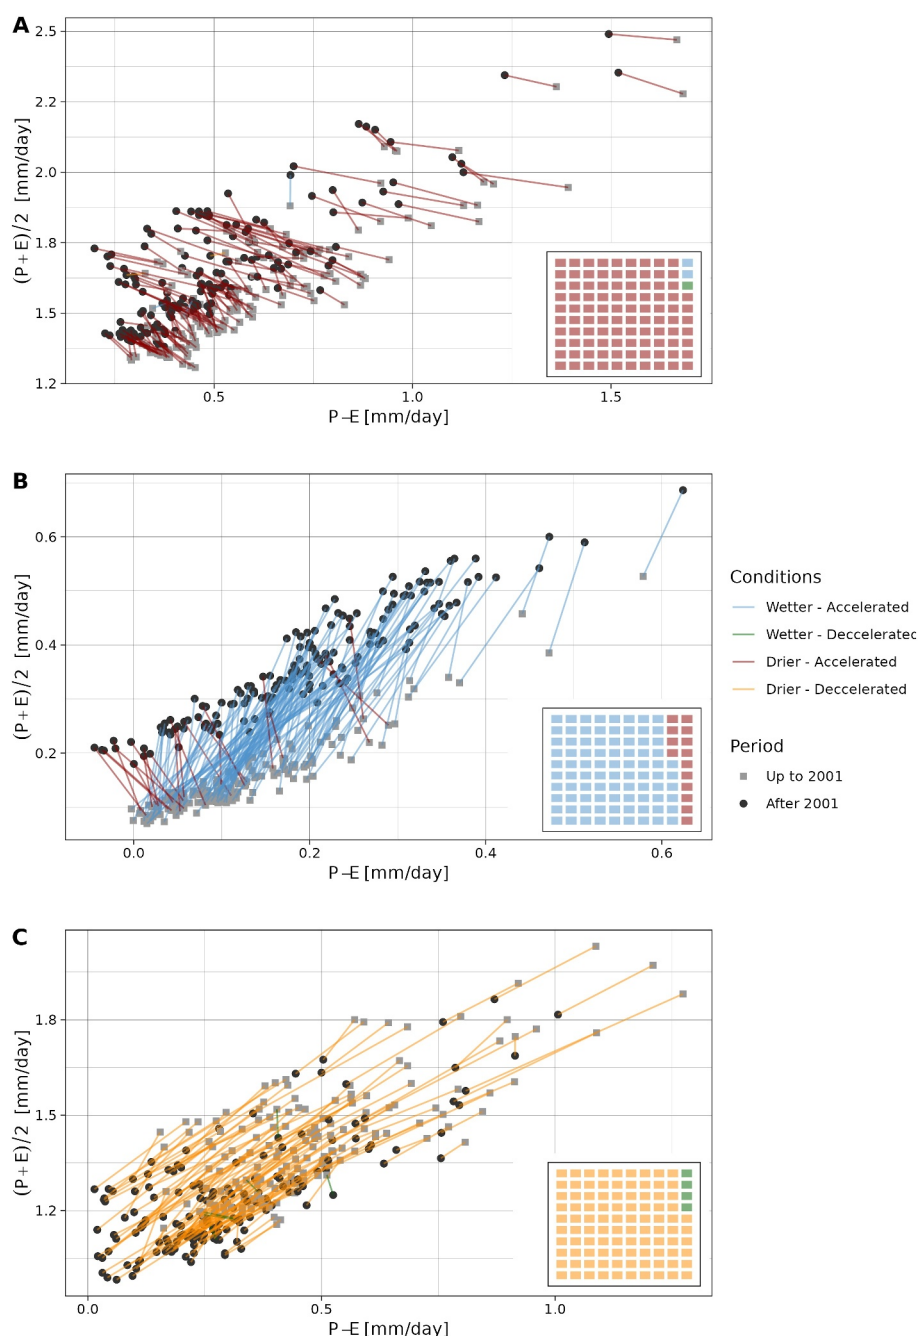 A
2.5
2.2
2.0
1.8
1.5
1.2
(P+E)/2 [mm/day]
0.5
1.0
1.5
P−E [mm/day]
B
0.6
0.4
0.2
(P+E)/2 [mm/day]
0.0
0.2
0.4
0.6
P−E [mm/day]
Conditions
Wetter - Accelerated
Wetter - Deccelerated
Drier - Accelerated
Drier - Deccelerated
Period
Up to 2001
After 2001
C
1.8
1.5
1.2
(P+E)/2 [mm/day]
0.0
0.5
1.0
P−E [mm/day]